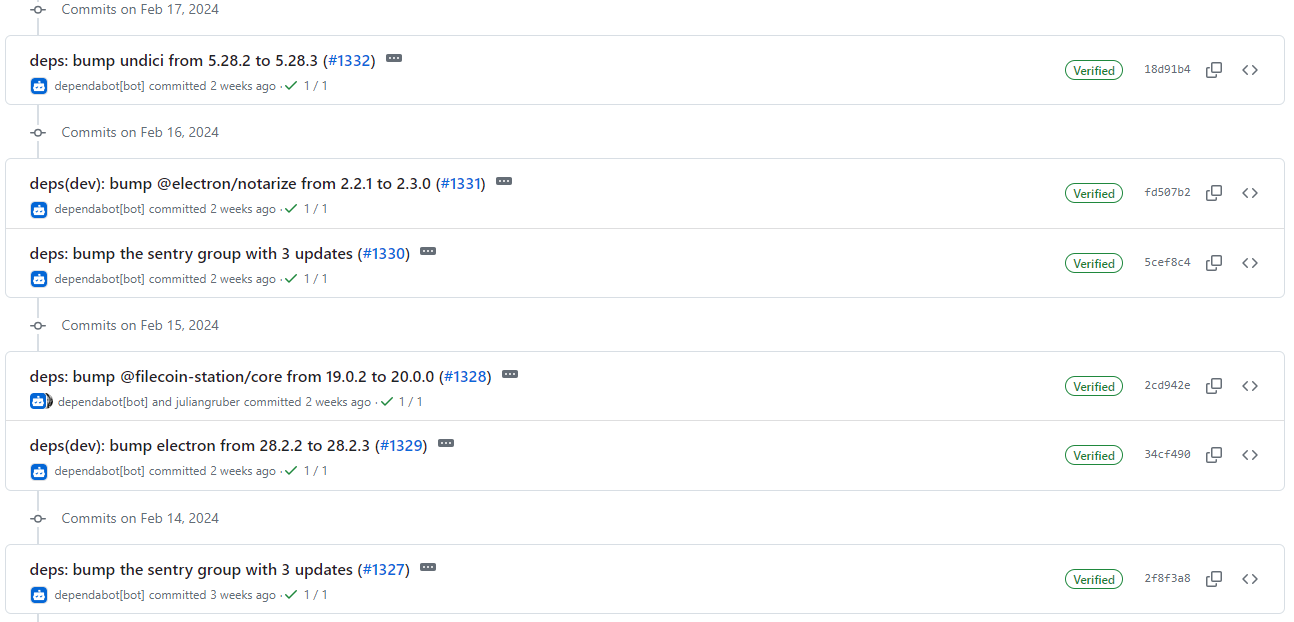 Commits on Feb 17, 2024
deps: bump undici from 5.28.2 to 5.28.3 (#1332)
Verified 18d91b4
dependabot[bot] committed 2 weeks ago · 1 / 1
Commits on Feb 16, 2024
deps(dev): bump @electron/notarize from 2.2.1 to 2.3.0 (#1331)
Verified fd507b2
dependabot[bot] committed 2 weeks ago · 1 / 1
deps: bump the sentry group with 3 updates (#1330)
Verified 5cef8c4
dependabot[bot] committed 2 weeks ago · 1 / 1
Commits on Feb 15, 2024
deps: bump @filecoin-station/core from 19.0.2 to 20.0.0 (#1328)
Verified 2cd942e
dependabot[bot] and juliangruber committed 2 weeks ago · 1 / 1
deps(dev): bump electron from 28.2.2 to 28.2.3 (#1329)
Verified 34cf490
dependabot[bot] committed 2 weeks ago · 1 / 1
Commits on Feb 14, 2024
deps: bump the sentry group with 3 updates (#1327)
Verified 2f8f3a8
dependabot[bot] committed 3 weeks ago · 1 / 1